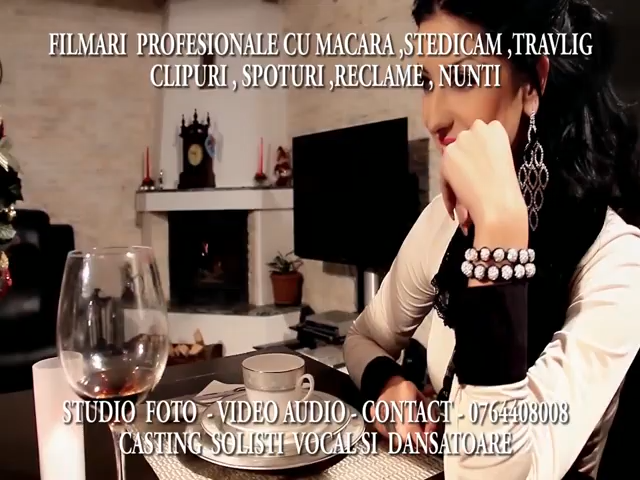 FILMARI PROFESIONALE CU MACARA ,STEDICAM ,TRAVLIG
CLIPURI , SPOTURI ,RECLAME , NUNTI
STUDIO FOTO - VIDEO AUDIO - CONTACT - 0764408008
CASTING SOLISTI VOCAL SI DANSATOARE